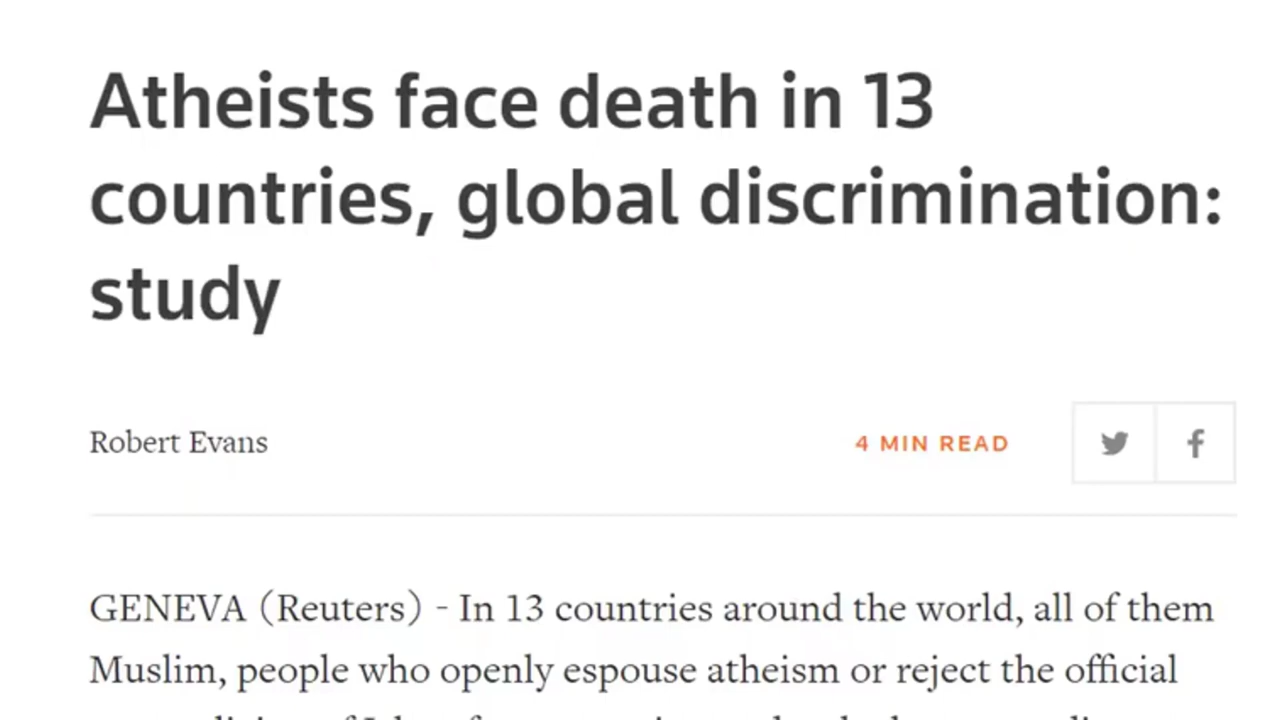 Atheists face death in 13
countries, global discrimination:
study
Robert Evans
4 MIN READ
GENEVA (Reuters) - In 13 countries around the world, all of them
Muslim, people who openly espouse atheism or reject the official